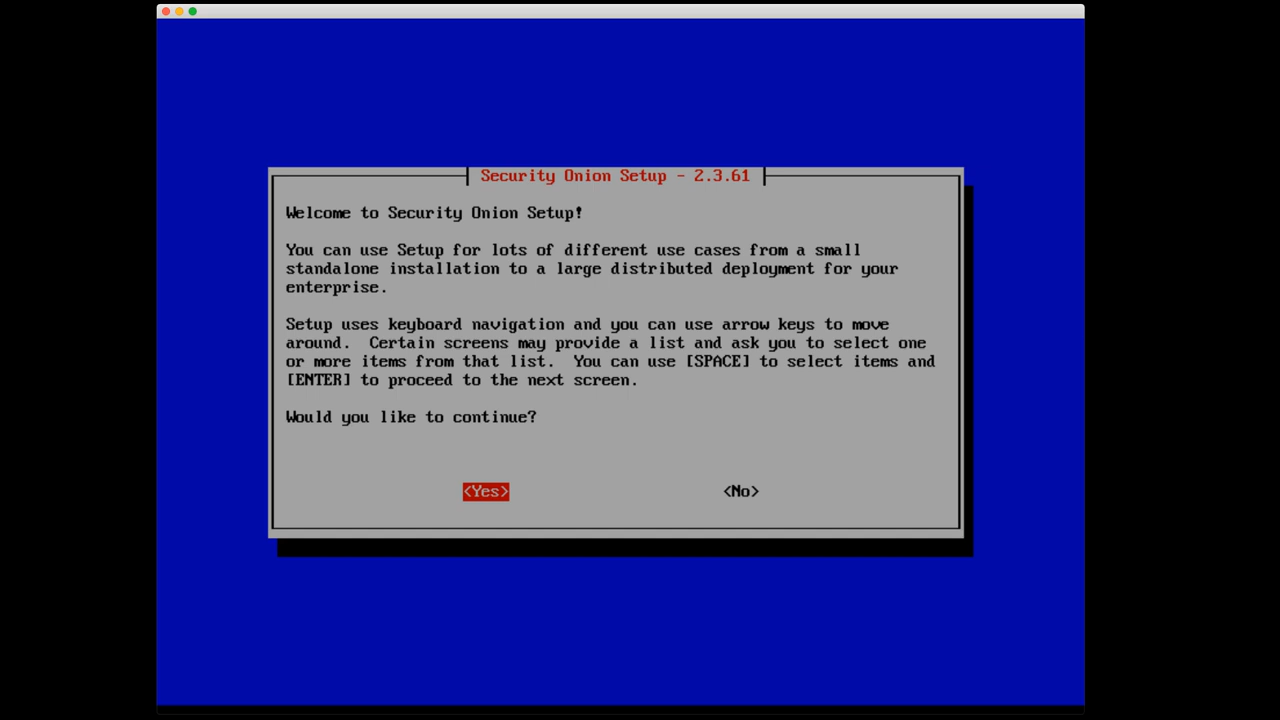 Security Onion Setup - 2.3.61
Welcome to Security Onion Setup!
You can use Setup for lots of different use cases from a small
standalone installation to a large distributed deployment for your
enterprise.
Setup uses keyboard navigation and you can use arrow keys to move
around.  Certain screens may provide a list and ask you to select one
or more items from that list.  You can use [SPACE] to select items and
[ENTER] to proceed to the next screen.
Would you like to continue?
<Yes> <No>